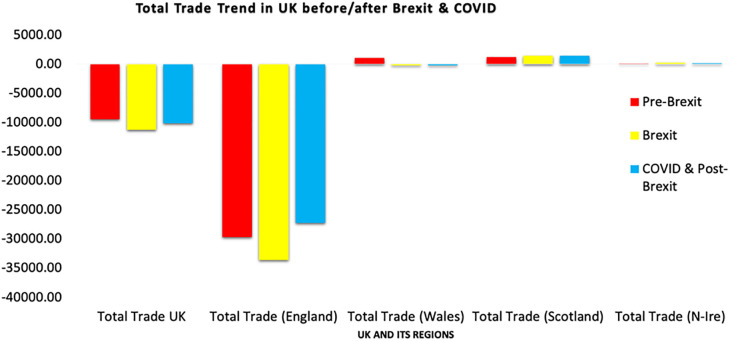 Total Trade Trend in UK before/after Brexit & COVID
5000.00
0.00
-5000.00
-10000.00
-15000.00
-20000.00
-25000.00
-30000.00
-35000.00
-40000.00
Pre-Brexit
Brexit
COVID & Post-
Brexit
Total Trade UK
Total Trade (England)
Total Trade (Wales)
Total Trade (Scotland)
Total Trade (N-Ire)
UK AND ITS REGIONS